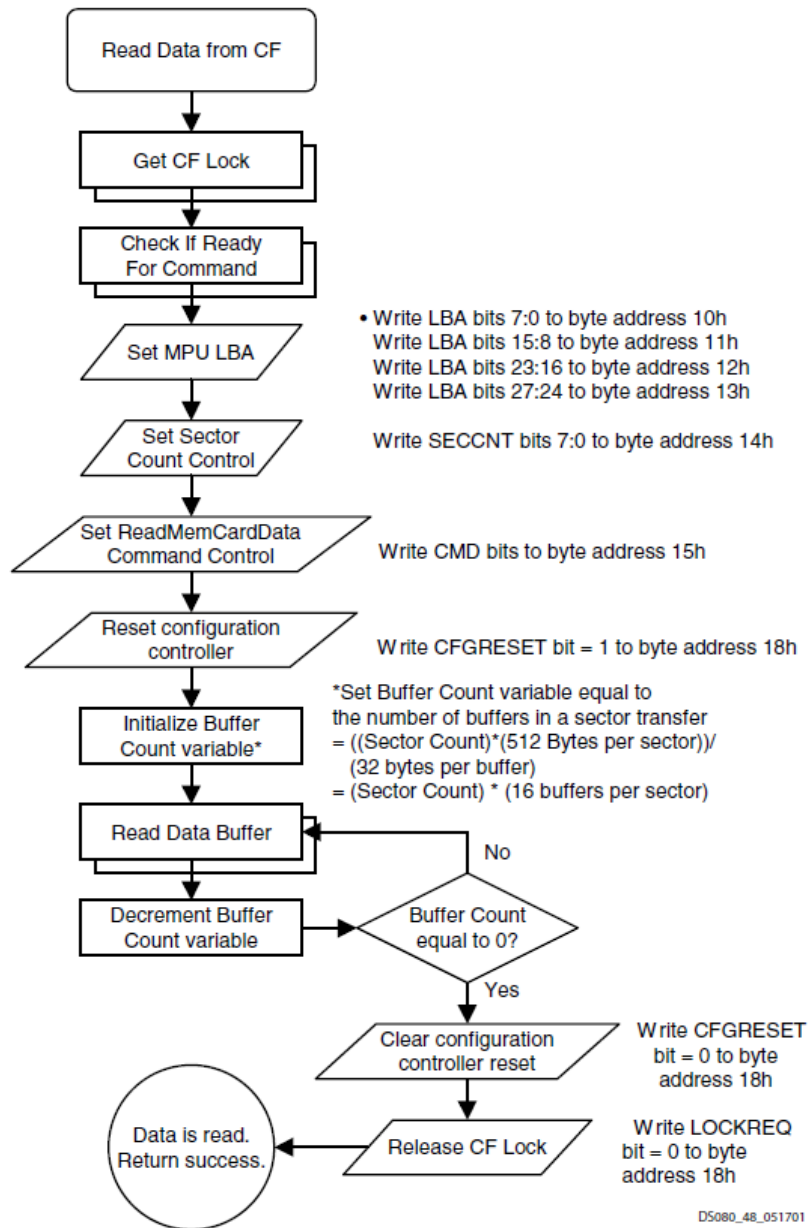 Read Data from CF
Get CF Lock
Check If Ready
For Command
Set MPU LBA
• Write LBA bits 7:0 to byte address 10h
Write LBA bits 15:8 to byte address 11h
Write LBA bits 23:16 to byte address 12h
Write LBA bits 27:24 to byte address 13h
Set Sector
Count Control
Write SECCNT bits 7:0 to byte address 14h
Set ReadMemCardData
Command Control
Write CMD bits to byte address 15h
Reset configuration
controller
Write CFGRESET bit = 1 to byte address 18h
Initialize Buffer
Count variable*
*Set Buffer Count variable equal to
the number of buffers in a sector transfer
= ((Sector Count)*(512 Bytes per sector))/
(32 bytes per buffer)
= (Sector Count) * (16 buffers per sector)
Read Data Buffer
No
Decrement Buffer
Count variable
Buffer Count
equal to 0?
Yes
Clear configuration
controller reset
Write CFGRESET
bit = 0 to byte
address 18h
Release CF Lock
Write LOCKREQ
bit = 0 to byte
address 18h
Data is read.
Return success.
DS080_48_051701